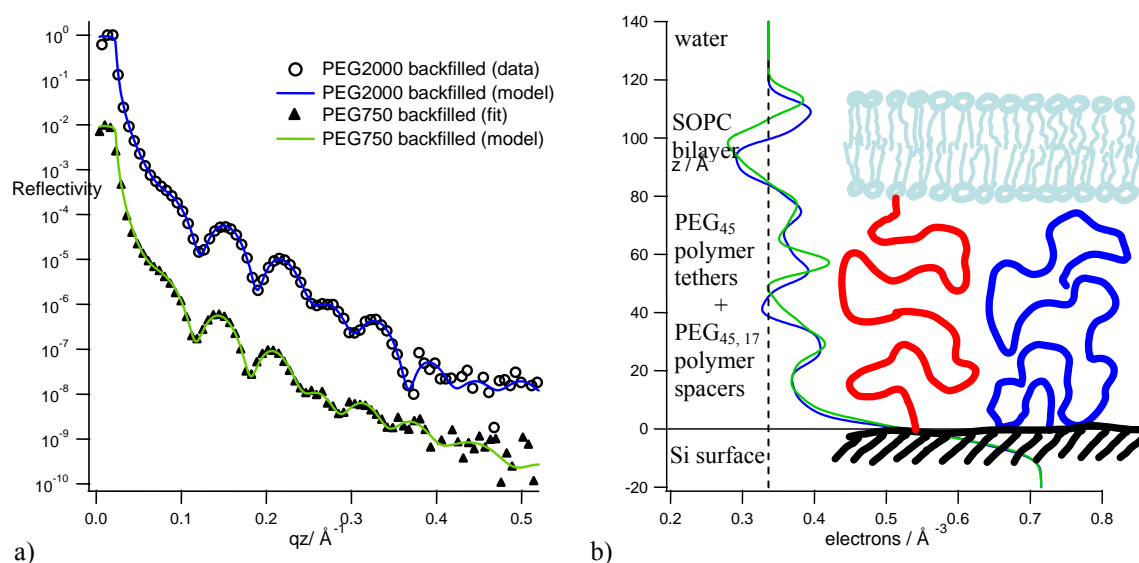 10⁰
10⁻¹
10⁻²
10⁻³
Reflectivity
10⁻⁴
10⁻⁵
10⁻⁶
10⁻⁷
10⁻⁸
10⁻⁹
10⁻¹⁰
PEG2000 backfilled (data)
PEG2000 backfilled (model)
PEG750 backfilled (fit)
PEG750 backfilled (model)
0.0 0.1 0.2 0.3 0.4 0.5
qz/ Å⁻¹
a)
140
120
100
80
60
40
20
0
-20
z / Å
water
SOPC
bilayer
PEG₄₅
polymer
tethers
+
PEG₄₅, ₁₇
polymer
spacers
Si surface
0.2 0.3 0.4 0.5 0.6 0.7 0.8
electrons / Å⁻³
b)